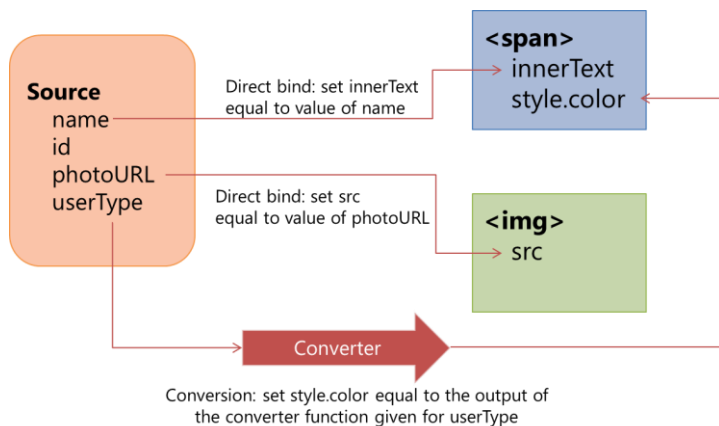 Source
name
id
photoURL
userType
Direct bind: set innerText
equal to value of name
<span>
innerText
style.color
Direct bind: set src
equal to value of photoURL
<img>
src
Converter
Conversion: set style.color equal to the output of
the converter function given for userType